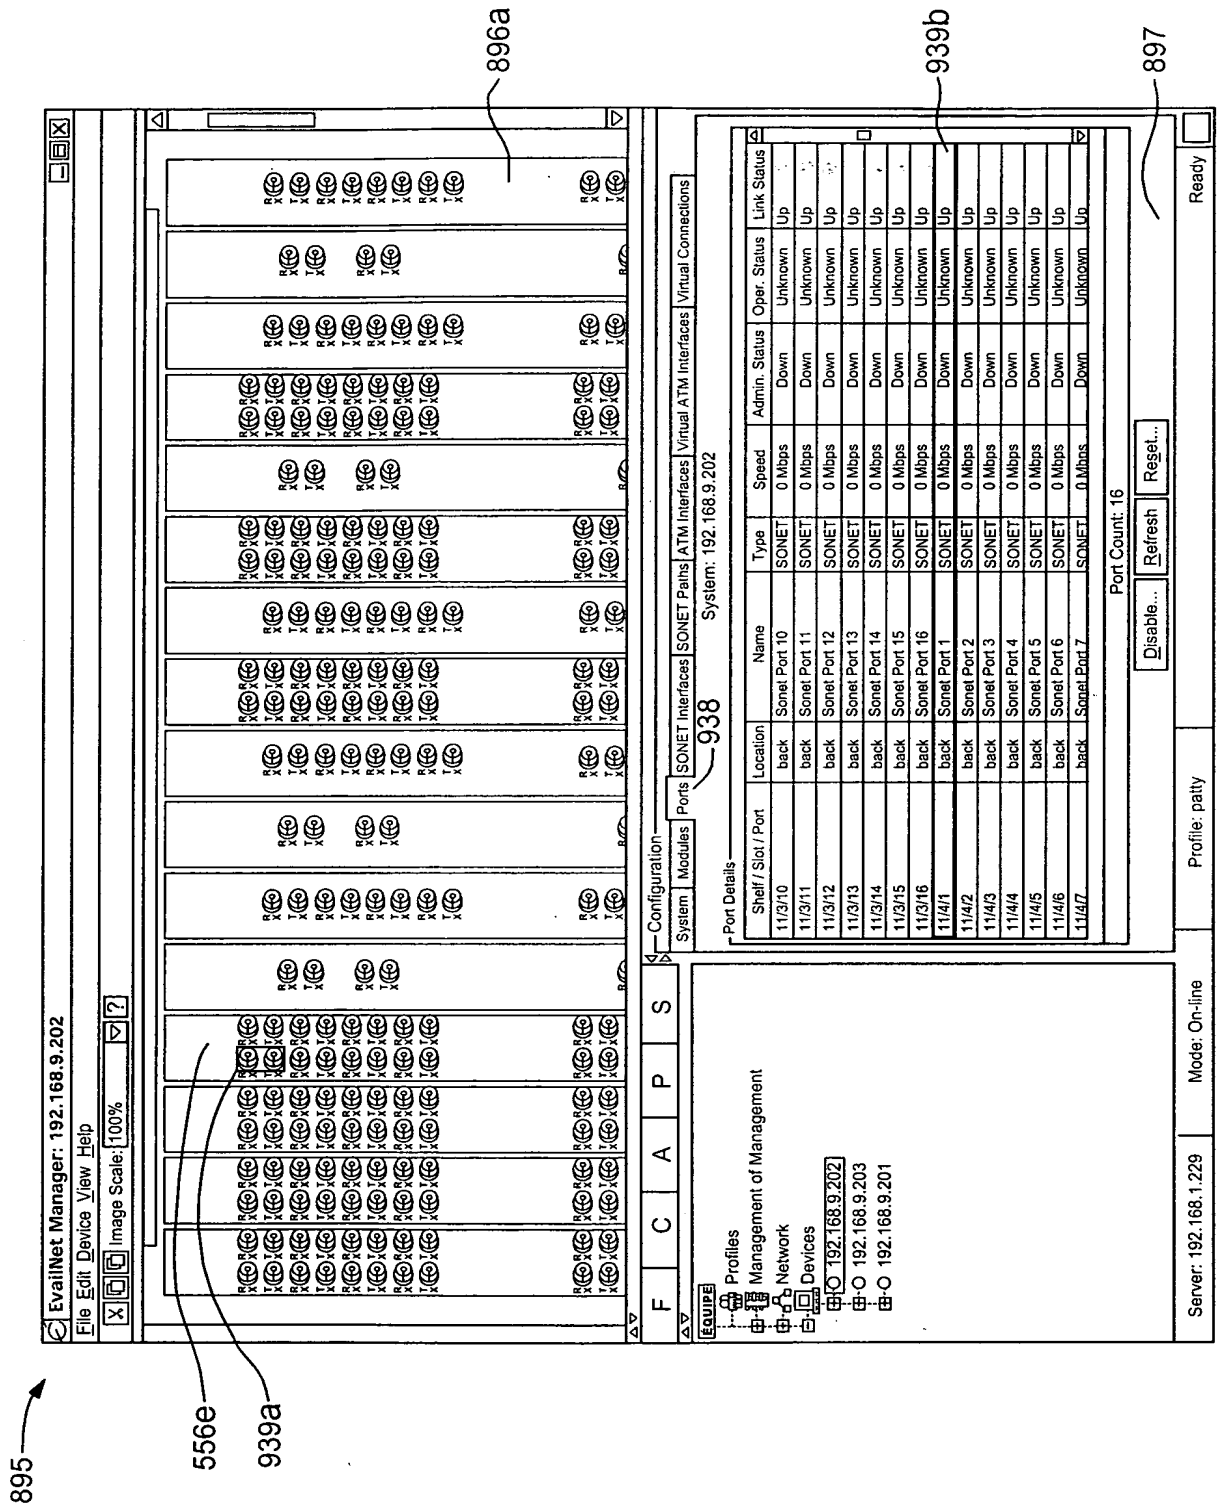 895
EvailNet Manager: 192.168.9.202
File Edit Device View Help
Image Scale: 100% ?
556e
939a
896a
R X T X
F C A P S
EQUIPE
Profiles
Management of Management
Network
Devices
192.168.9.202
192.168.9.203
192.168.9.201
Configuration
System Modules Ports SONET Interfaces SONET Paths ATM Interfaces Virtual ATM Interfaces Virtual Connections
938
System: 192.168.9.202
Port Details
Shelf / Slot / Port Location Name Type Speed Admin. Status Oper. Status Link Status
11/3/10 back Sonet Port 10 SONET 0 Mbps Down Unknown Up
11/3/11 back Sonet Port 11 SONET 0 Mbps Down Unknown Up
11/3/12 back Sonet Port 12 SONET 0 Mbps Down Unknown Up
11/3/13 back Sonet Port 13 SONET 0 Mbps Down Unknown Up
11/3/14 back Sonet Port 14 SONET 0 Mbps Down Unknown Up
11/3/15 back Sonet Port 15 SONET 0 Mbps Down Unknown Up
11/3/16 back Sonet Port 16 SONET 0 Mbps Down Unknown Up
11/4/1 back Sonet Port 1 SONET 0 Mbps Down Unknown Up
11/4/2 back Sonet Port 2 SONET 0 Mbps Down Unknown Up
11/4/3 back Sonet Port 3 SONET 0 Mbps Down Unknown Up
11/4/4 back Sonet Port 4 SONET 0 Mbps Down Unknown Up
11/4/5 back Sonet Port 5 SONET 0 Mbps Down Unknown Up
11/4/6 back Sonet Port 6 SONET 0 Mbps Down Unknown Up
11/4/7 back Sonet Port 7 SONET 0 Mbps Down Unknown Up
939b
Port Count: 16
Disable... Refresh Reset...
897
Server: 192.168.1.229 Mode: On-line Profile: patty Ready